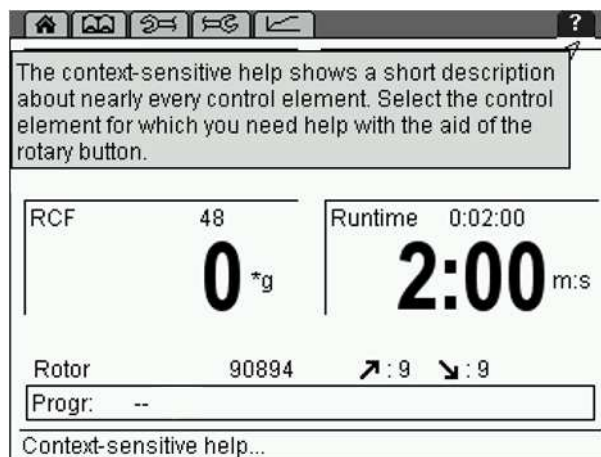 ?
The context-sensitive help shows a short description
about nearly every control element. Select the control
element for which you need help with the aid of the
rotary button.
RCF 48
0 *g
Runtime 0:02:00
2:00 m:s
Rotor 90894 ↗ : 9 ↘ : 9
Progr: --
Context-sensitive help...